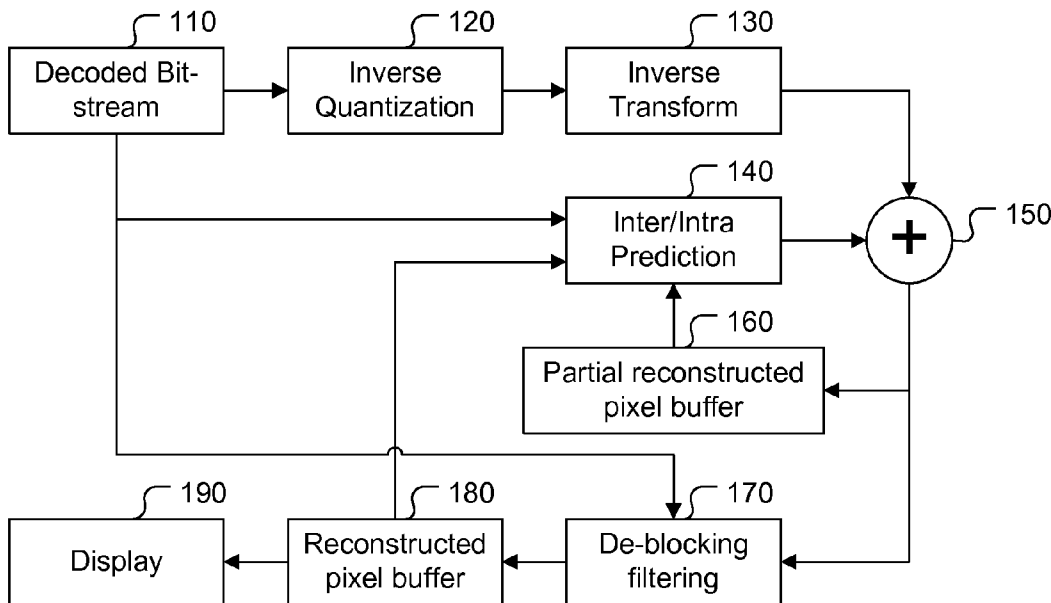 110
Decoded Bit-
stream
120
Inverse
Quantization
130
Inverse
Transform
140
Inter/Intra
Prediction
+
150
160
Partial reconstructed
pixel buffer
190
Display
180
Reconstructed
pixel buffer
170
De-blocking
filtering